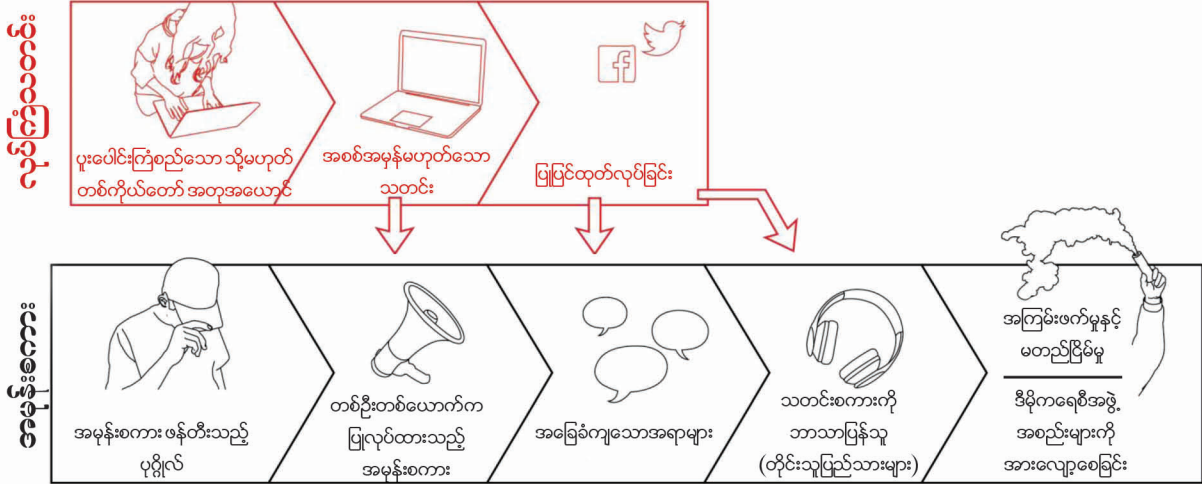 လုပ်ကြံသတင်း
ပူးပေါင်းကြံစည်သော သို့မဟုတ်
တစ်ကိုယ်တော် အတုအယောင်
အစစ်အမှန်မဟုတ်သော
သတင်း
ပြုပြင်ထုတ်လုပ်ခြင်း
အမုန်းစကား
အမုန်းစကား ဖန်တီးသည့်
ပုဂ္ဂိုလ်
တစ်ဦးတစ်ယောက်က
ပြုလုပ်ထားသည့်
အမုန်းစကား
အခြေခံကျသောအရာများ
သတင်းစကားကို
ဘာသာပြန်သူ
(တိုင်းသူပြည်သားများ)
အကြမ်းဖက်မှုနှင့်
မတည်ငြိမ်မှု
ဒီမိုကရေစီအဖွဲ့
အစည်းများကို
အားလျော့စေခြင်း